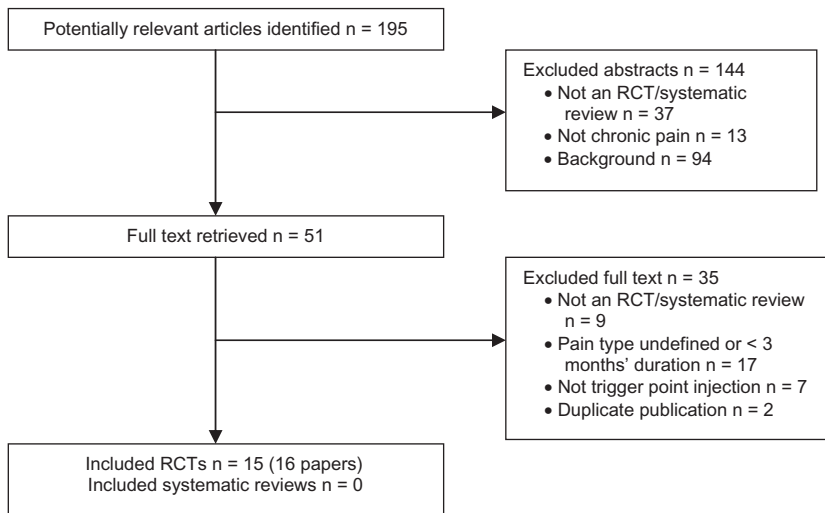 Potentially relevant articles identified n = 195
Excluded abstracts n = 144
• Not an RCT/systematic
review n = 37
• Not chronic pain n = 13
• Background n = 94
Full text retrieved n = 51
Excluded full text n = 35
• Not an RCT/systematic review
n = 9
• Pain type undefined or < 3
months’ duration n = 17
• Not trigger point injection n = 7
• Duplicate publication n = 2
Included RCTs n = 15 (16 papers)
Included systematic reviews n = 0